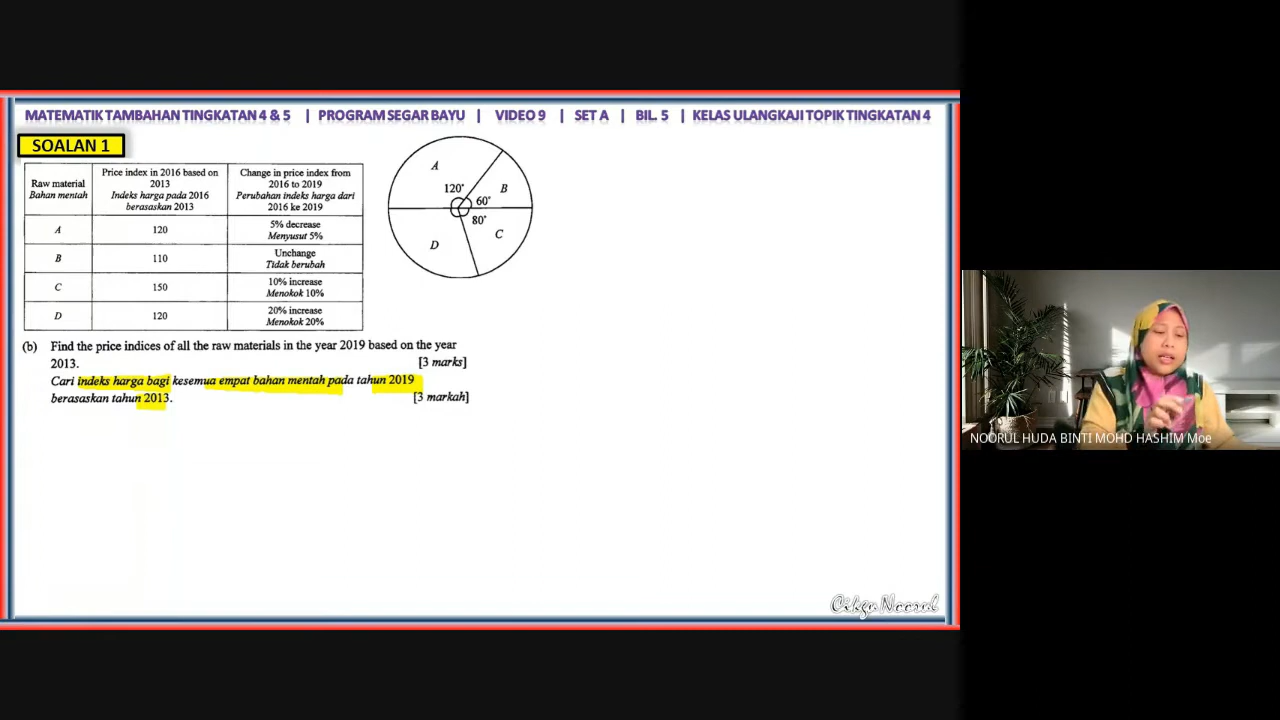 MATEMATIK TAMBAHAN TINGKATAN 4 & 5 | PROGRAM SEGAR BAYU | VIDEO 9 | SET A | BIL. 5 | KELAS ULANGKAJI TOPIK TINGKATAN 4
SOALAN 1
Raw material
Bahan mentah
Price index in 2016 based on
2013
Indeks harga pada 2016
berasaskan 2013
Change in price index from
2016 to 2019
Perubahan indeks harga dari
2016 ke 2019
A
120
5% decrease
Menyusut 5%
B
110
Unchange
Tidak berubah
C
150
10% increase
Menokok 10%
D
120
20% increase
Menokok 20%
A
120°
B
60°
80°
C
D
(b) Find the price indices of all the raw materials in the year 2019 based on the year
2013. [3 marks]
Cari indeks harga bagi kesemua empat bahan mentah pada tahun 2019
berasaskan tahun 2013. [3 markah]
Cikgu Noorul
NOORUL HUDA BINTI MOHD HASHIM Moe